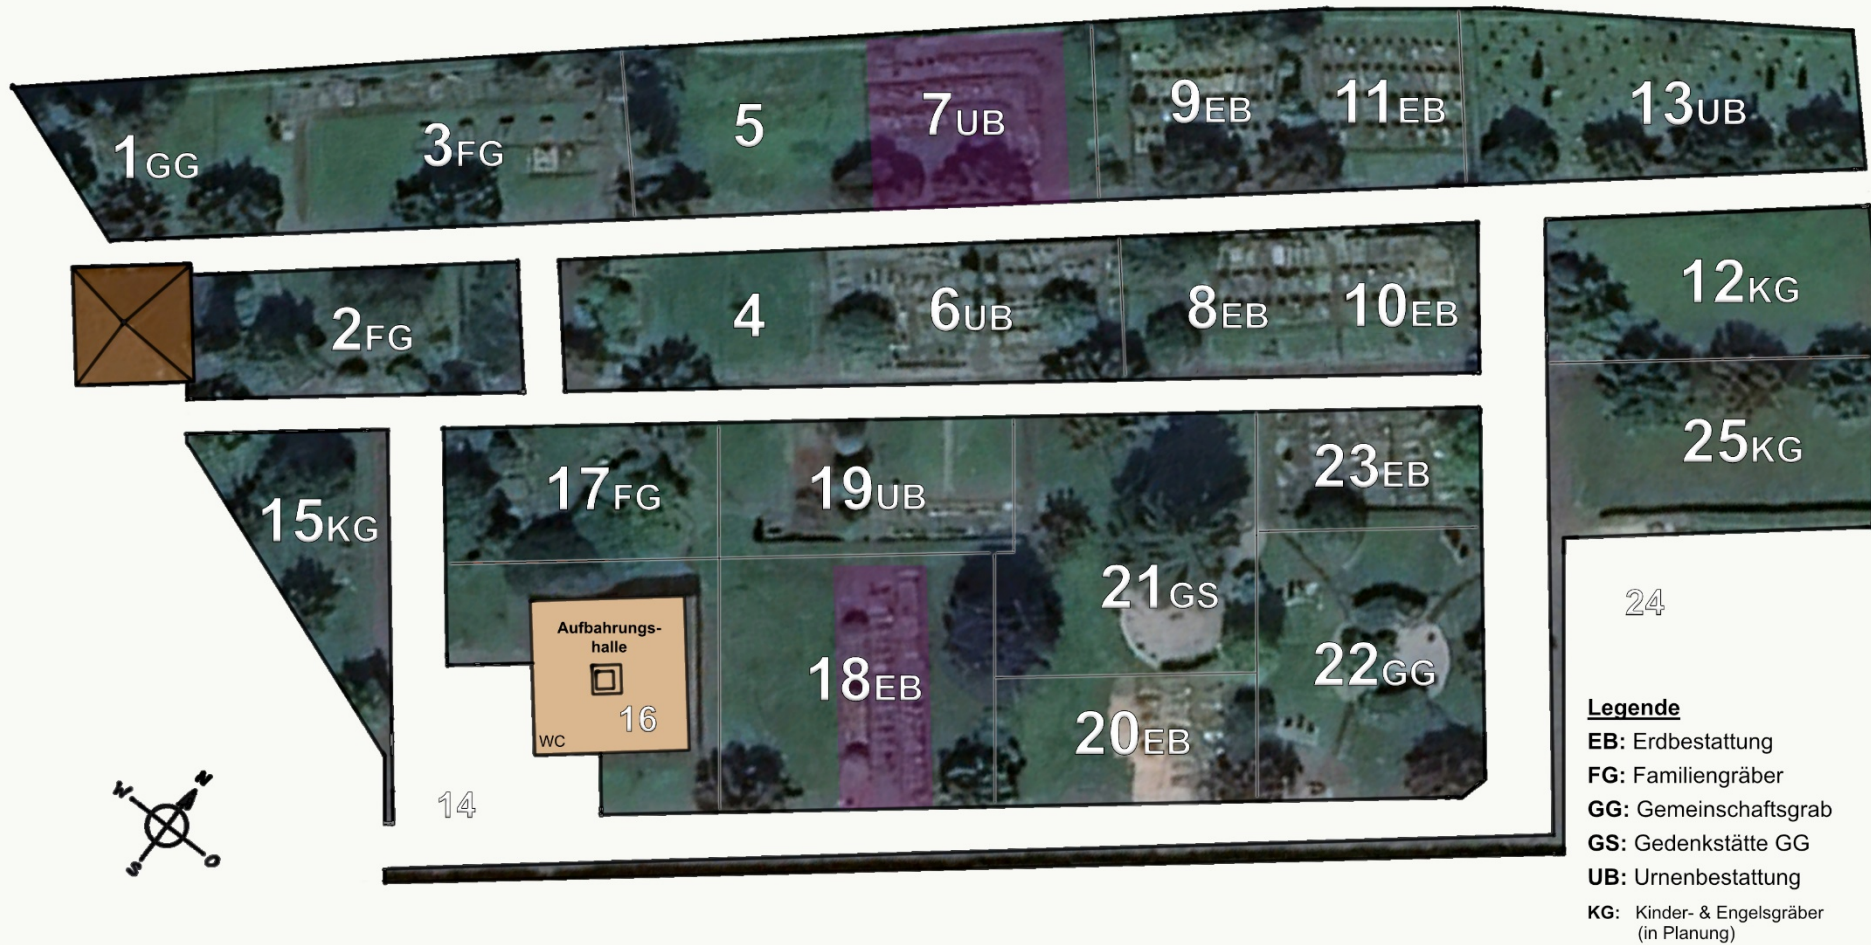 1GG
3FG
5
7UB
9EB
11EB
13UB
2FG
4
6UB
8EB
10EB
12KG
15KG
17FG
19UB
21GS
23EB
25KG
Aufbahrungs-
halle
16
WC
18EB
20EB
22GG
24
14
N
W
S
O
Legende
EB: Erdbestattung
FG: Familiengräber
GG: Gemeinschaftsgrab
GS: Gedenkstätte GG
UB: Urnenbestattung
KG: Kinder- & Engelsgräber
(in Planung)